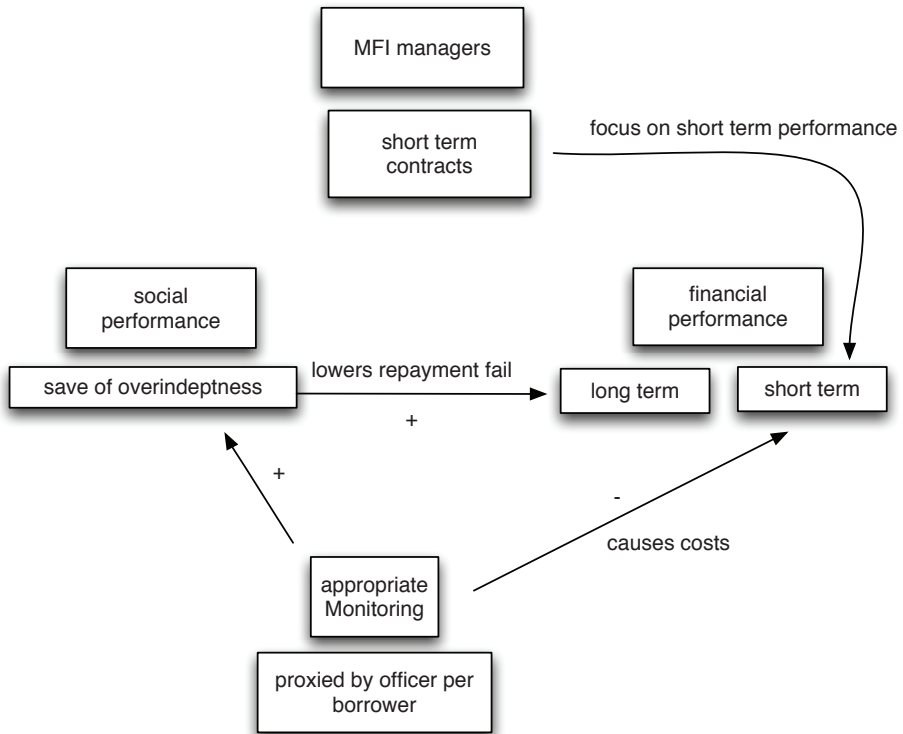 MFI managers
short term
contracts
focus on short term performance
social
performance
financial
performance
save of overindeptness
lowers repayment fail
+
long term
short term
+
-
causes costs
appropriate
Monitoring
proxied by officer per
borrower